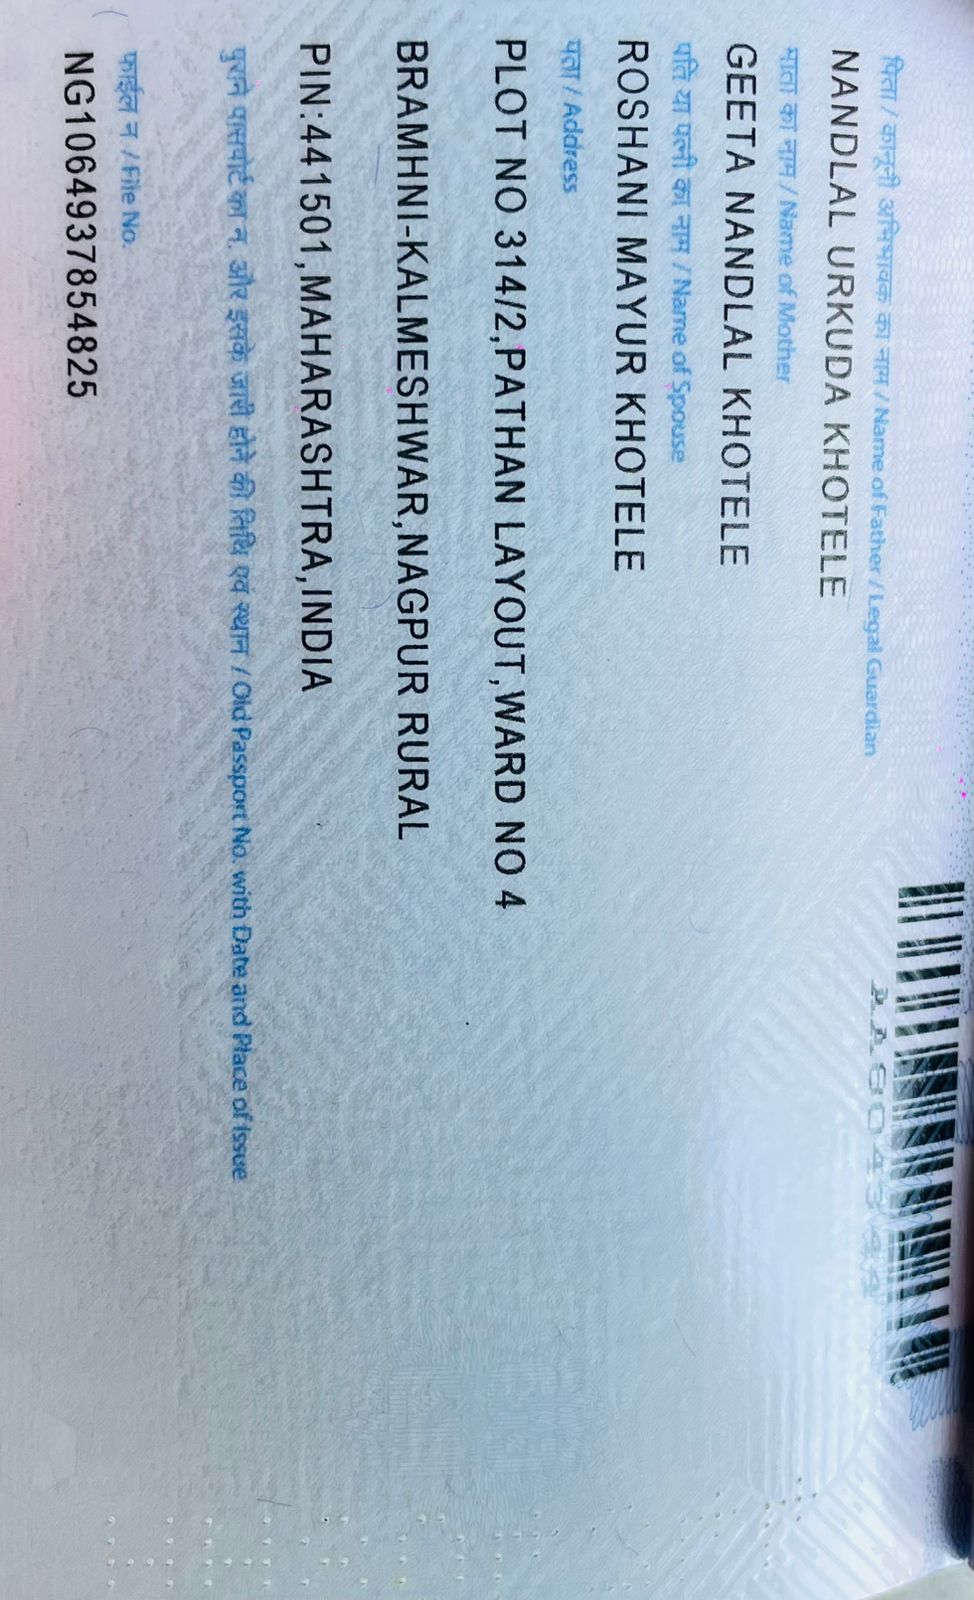 पिता / कानूनी अभिभावक का नाम / Name of Father / Legal Guardian
NANDLAL URKUDA KHOTELE
माता का नाम / Name of Mother
GEETA NANDLAL KHOTELE
पति या पत्नी का नाम / Name of Spouse
ROSHANI MAYUR KHOTELE
पता / Address
PLOT NO 314/2,PATHAN LAYOUT,WARD NO 4
BRAMHNI-KALMESHWAR,NAGPUR RURAL
PIN:441501,MAHARASHTRA,INDIA
पुराने पासपोर्ट का न. और इसके जारी होने की तिथि एवं स्थान / Old Passport No. with Date and Place of Issue
फाईल न / File No.
NG1064937854825